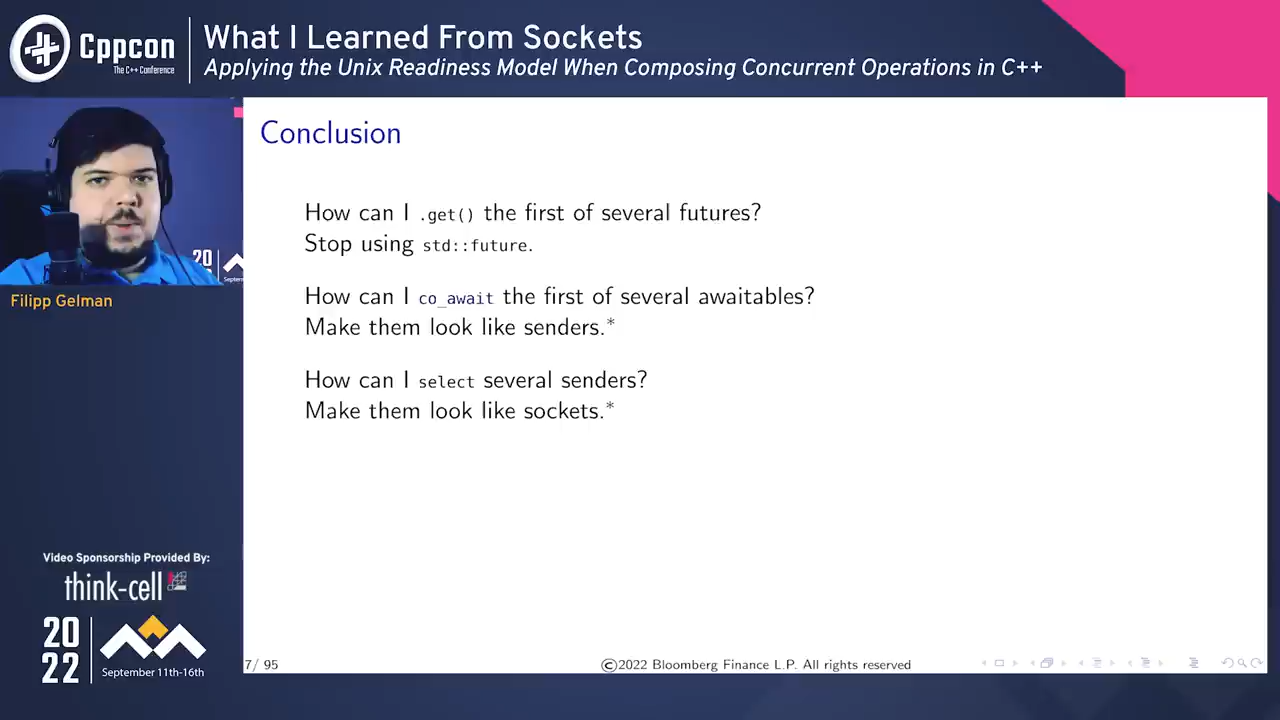 Cppcon
The C++ Conference
What I Learned From Sockets
Applying the Unix Readiness Model When Composing Concurrent Operations in C++
Filipp Gelman
Conclusion
How can I .get() the first of several futures?
Stop using std::future.
How can I co_await the first of several awaitables?
Make them look like senders.*
How can I select several senders?
Make them look like sockets.*
Video Sponsorship Provided By:
think-cell
20
22
September 11th-16th
7/ 95
©2022 Bloomberg Finance L.P. All rights reserved